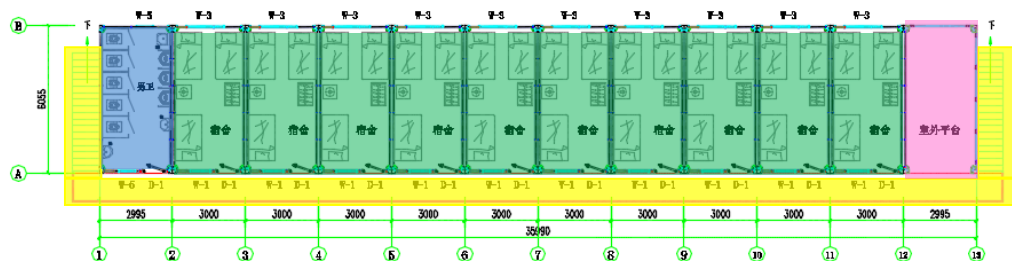 W-5 W-3 W-3 W-3 W-3 W-3 W-3 W-3 W-3 W-3 W-3
B 下 下
男卫
6055
宿舍 宿舍 宿舍 宿舍 宿舍 宿舍 宿舍 宿舍 宿舍 宿舍 室外平台
A
W-6 D-1 W-1 D-1 W-1 D-1 W-1 D-1 W-1 D-1 W-1 D-1 W-1 D-1 W-1 D-1 W-1 D-1 W-1 D-1 W-1 D-1
2995 3000 3000 3000 3000 3000 3000 3000 3000 3000 3000 2995
35990
1 2 3 4 5 6 7 8 9 10 11 12 13